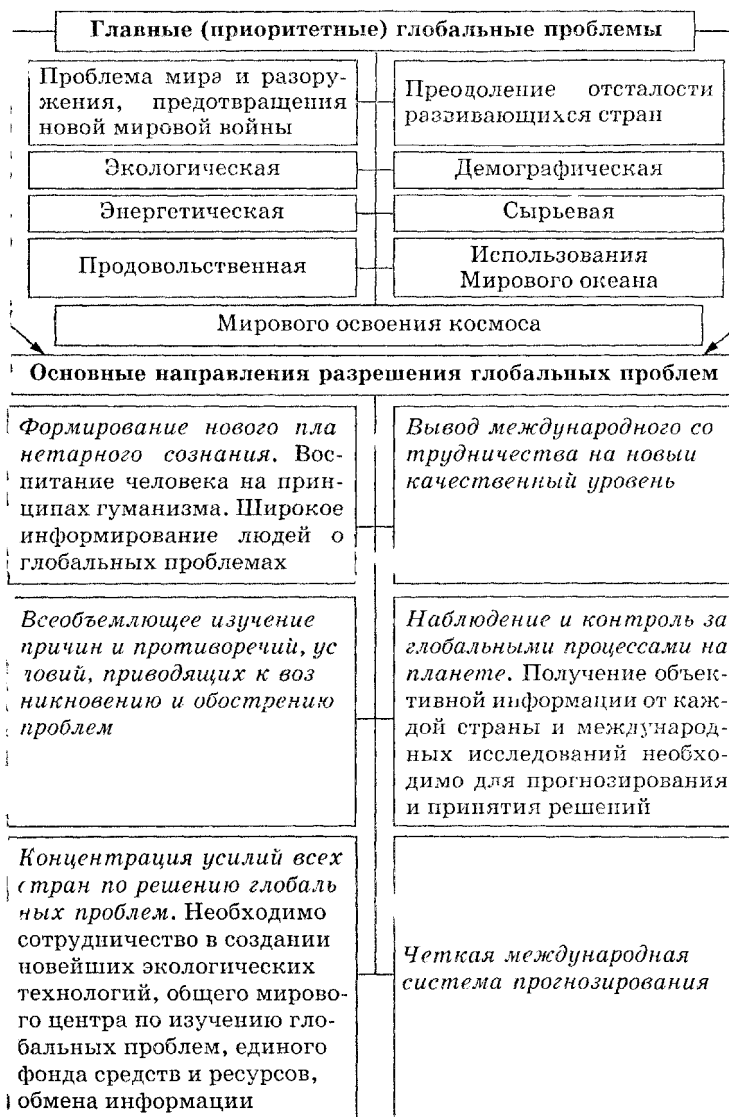 Главные (приоритетные) глобальные проблемы
Проблема мира и разору-
жения, предотвращения
новой мировой войны
Преодоление отсталости
развивающихся стран
Экологическая
Демографическая
Энергетическая
Сырьевая
Продовольственная
Использования
Мирового океана
Мирового освоения космоса
Основные направления разрешения глобальных проблем
Формирование нового пла
нетарного сознания. Вос-
питание человека на прин-
ципах гуманизма. Широкое
информирование людей о
глобальных проблемах
Вывод международного со
трудничества на новый
качественный уровень
Всеобъемлющее изучение
причин и противоречий, ус
ловий, приводящих к воз
никновению и обострению
проблем
Наблюдение и контроль за
глобальными процессами на
планете. Получение объек-
тивной информации от каж-
дой страны и международ-
ных исследований необхо-
димо для прогнозирования
и принятия решений
Концентрация усилий всех
стран по решению глобаль
ных проблем. Необходимо
сотрудничество в создании
новейших экологических
технологий, общего мирово-
го центра по изучению гло-
бальных проблем, единого
фонда средств и ресурсов,
обмена информации
Четкая международная
система прогнозирования